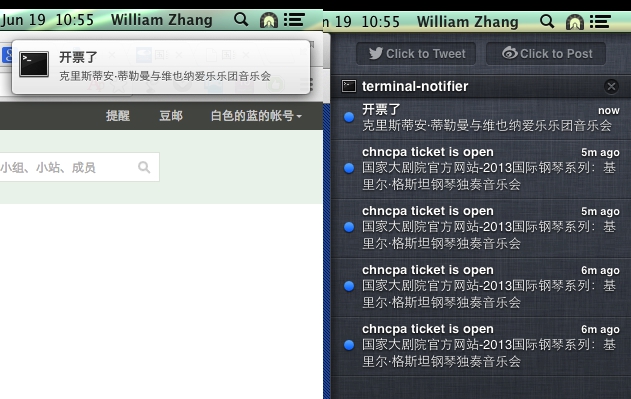 Jun 19 10:55 William Zhang
开票了
克里斯蒂安·蒂勒曼与维也纳爱乐乐团音乐会
提醒 豆邮 白色的蓝的帐号
小组、小站、成员
19 10:55 William Zhang
Click to Tweet Click to Post
terminal-notifier
开票了 now
克里斯蒂安·蒂勒曼与维也纳爱乐乐团音乐会
chncpa ticket is open 5m ago
国家大剧院官方网站-2013国际钢琴系列：基
里尔·格斯坦钢琴独奏音乐会
chncpa ticket is open 5m ago
国家大剧院官方网站-2013国际钢琴系列：基
里尔·格斯坦钢琴独奏音乐会
chncpa ticket is open 6m ago
国家大剧院官方网站-2013国际钢琴系列：基
里尔·格斯坦钢琴独奏音乐会
chncpa ticket is open 6m ago
国家大剧院官方网站-2013国际钢琴系列：基
里尔·格斯坦钢琴独奏音乐会